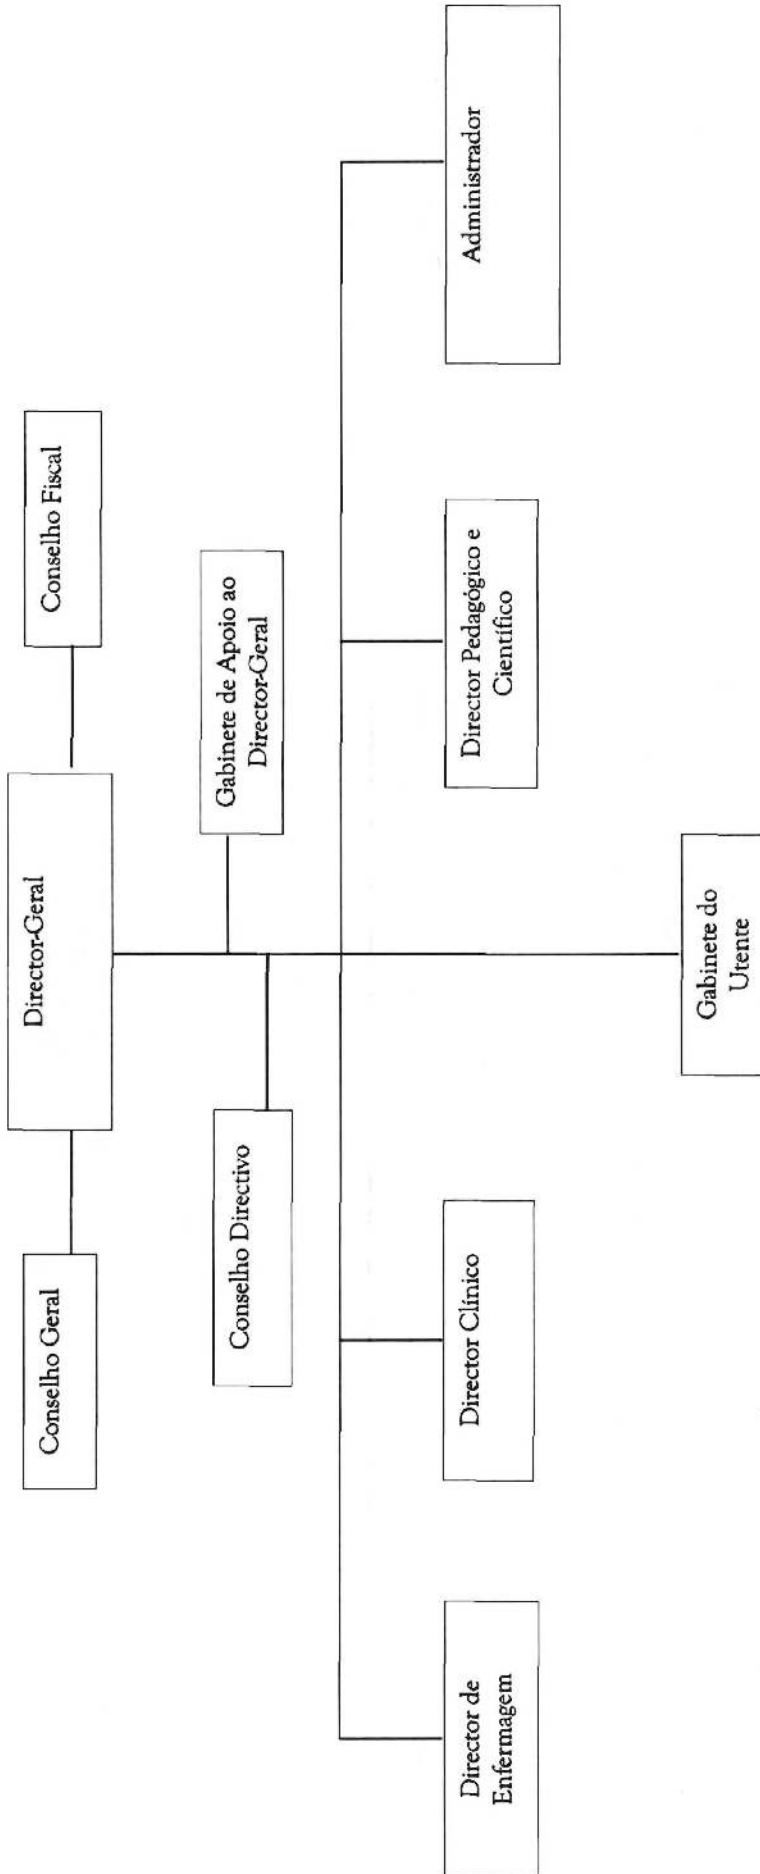 Conselho Geral
Director-Geral
Conselho Fiscal
Gabinete de Apoio ao
Director-Geral
Conselho Directivo
Director de
Enfermagem
Director Clínico
Director Pedagógico e
Científico
Administrador
Gabinete do
Utente